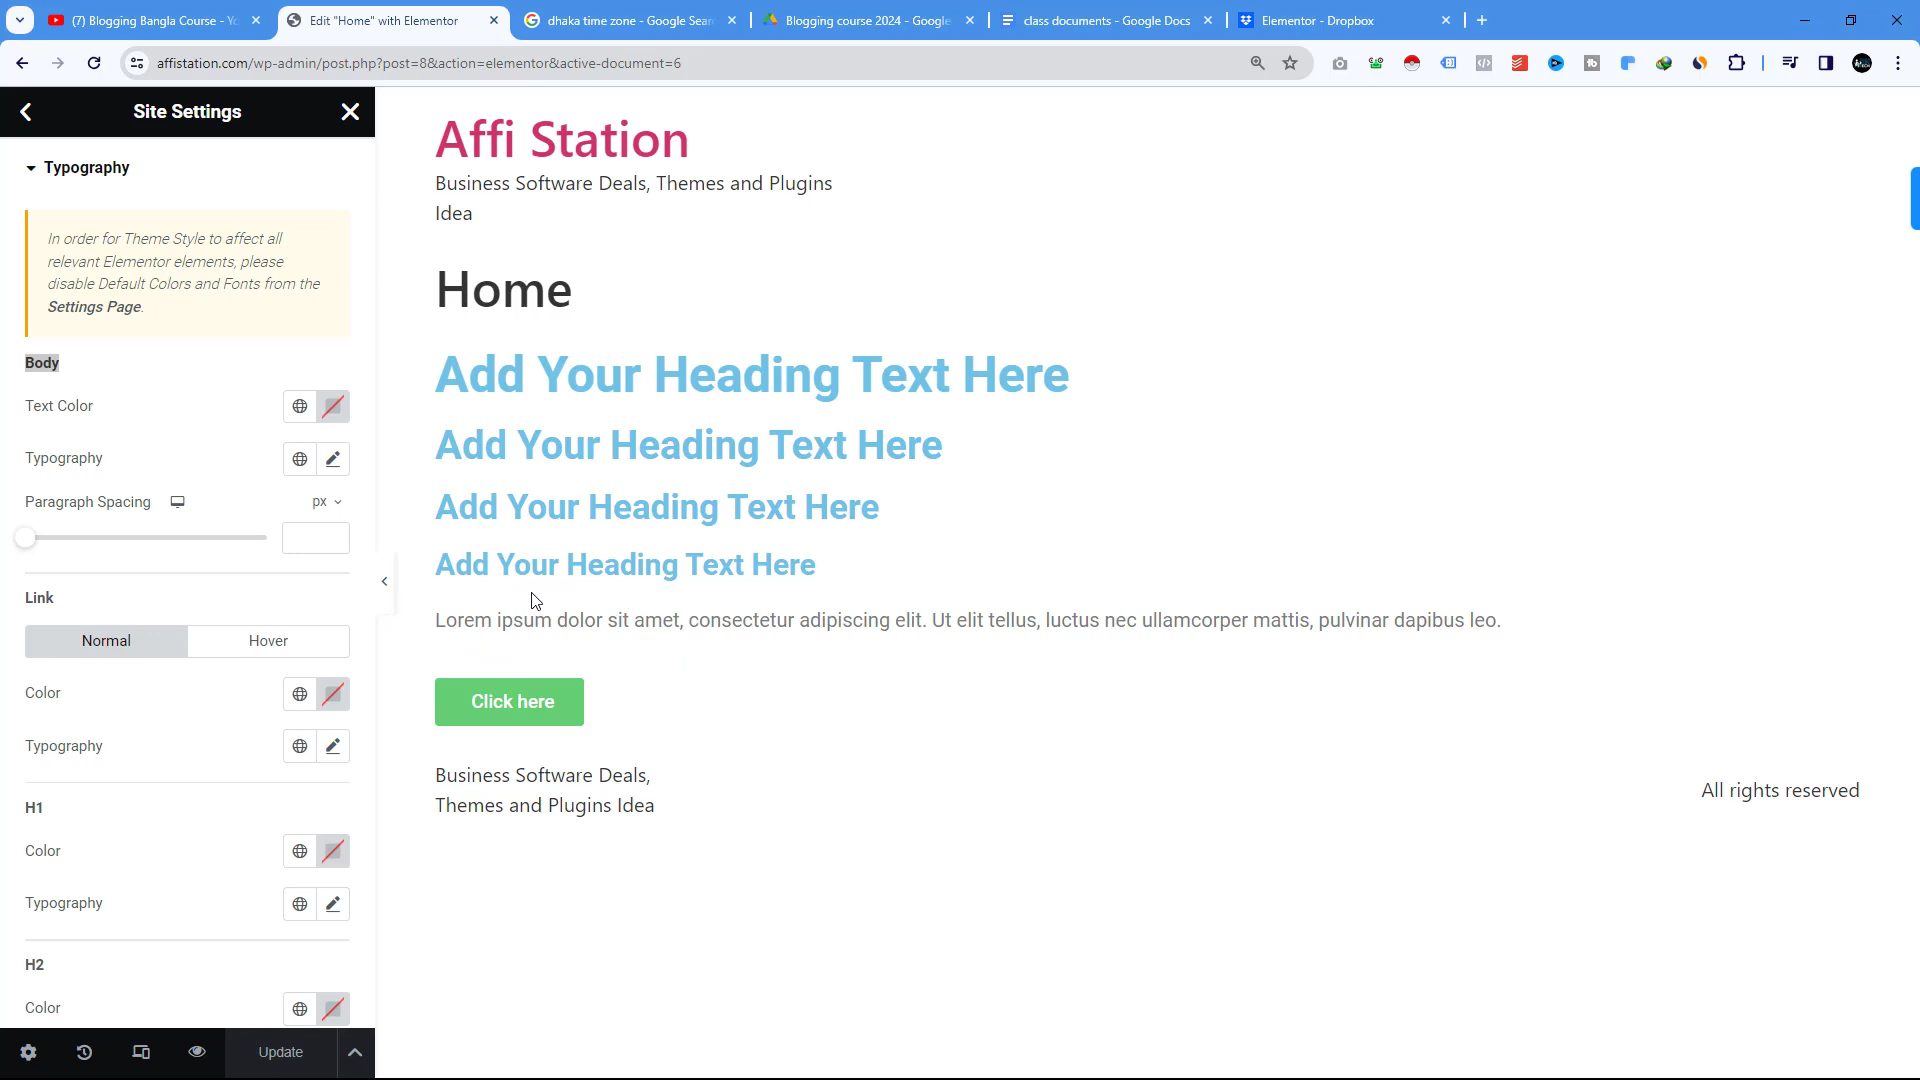 (7) Blogging Bangla Course - Yo
Edit "Home" with Elementor
dhaka time zone - Google Sear
Blogging course 2024 - Google
class documents - Google Docs
Elementor - Dropbox
affistation.com/wp-admin/post.php?post=8&action=elementor&active-document=6
Site Settings
Typography
In order for Theme Style to affect all
relevant Elementor elements, please
disable Default Colors and Fonts from the
Settings Page.
Body
Text Color
Typography
Paragraph Spacing
px
Link
Normal
Hover
Color
Typography
H1
Color
Typography
H2
Color
Update
Affi Station
Business Software Deals, Themes and Plugins
Idea
Home
Add Your Heading Text Here
Add Your Heading Text Here
Add Your Heading Text Here
Add Your Heading Text Here
Lorem ipsum dolor sit amet, consectetur adipiscing elit. Ut elit tellus, luctus nec ullamcorper mattis, pulvinar dapibus leo.
Click here
Business Software Deals,
Themes and Plugins Idea
All rights reserved